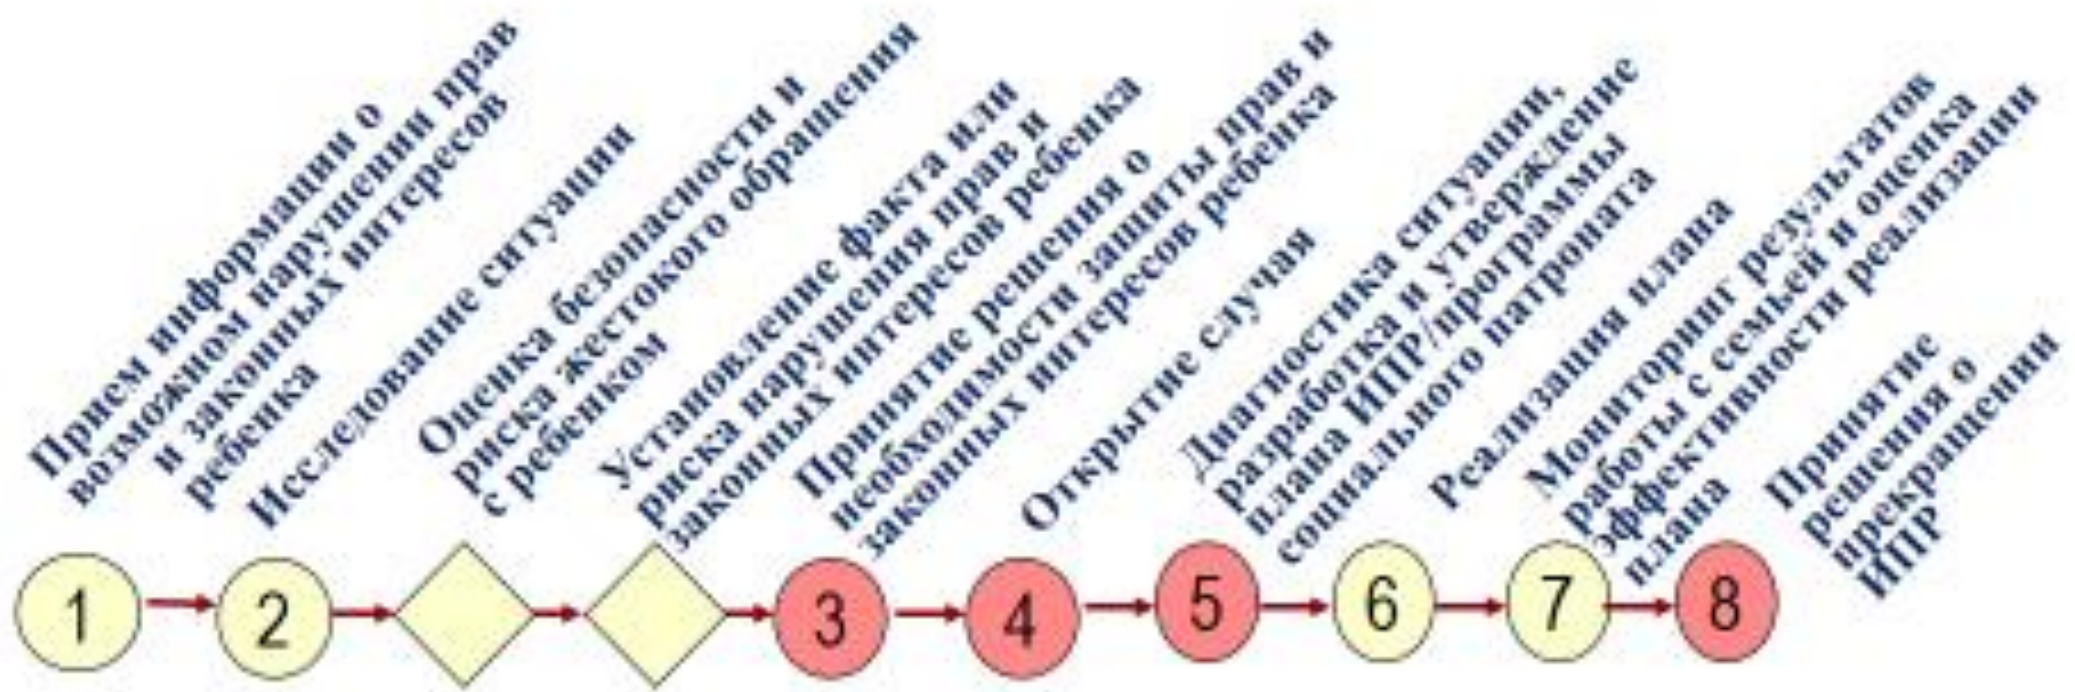 Прием информации о
возможном нарушении прав
и законных интересов
ребенка
Исследование ситуации
Оценка безопасности и
риска жестокого обращения
с ребенком
Установление факта или
риска нарушения прав и
законных интересов ребенка
Принятие решения о
необходимости защиты прав и
законных интересов ребенка
Открытие случая
Диагностика ситуации,
разработка и утверждение
плана ИПР/программы
социального патроната
Реализация плана
Мониторинг результатов
работы с семьей и оценка
эффективности реализации
плана
Принятие
решения о
прекращении
ИПР
1
2
3
4
5
6
7
8